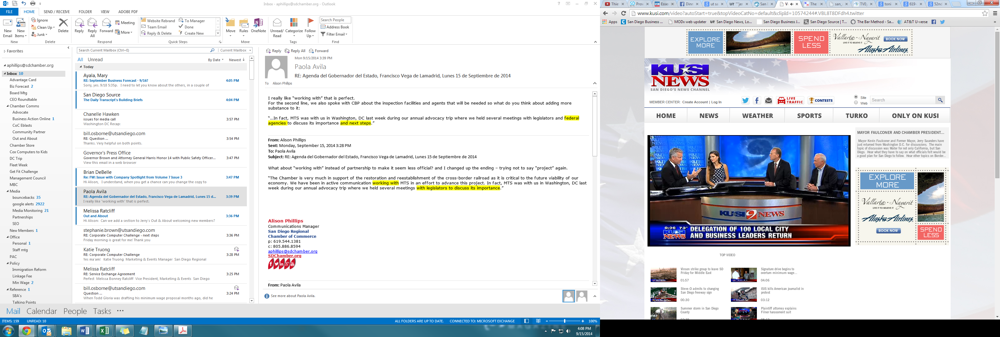 Inbox - aphillips@sdchamber.org - Outlook
FILE HOME SEND / RECEIVE FOLDER VIEW ADOBE PDF
New Email
New Items
Ignore
Clean Up
Junk
Delete
Reply
Reply All
Forward
Meeting
More
Website Rebrand
Team Email
Reply & Delete
To Manager
Done
Create New
Move
Rules
OneNote
Unread/ Read
Categorize
Follow Up
Search People
Address Book
Filter Email
New Delete Respond Quick Steps Move Tags Find
Favorites
aphillips@sdchamber.org
Inbox 10
Advantage Card
Biz Forecast 2
Board Mtg
CEO Roundtable
Chamber Comms
Advocate
Business Action Online 1
CoC Eblasts
Community Partner
Out and About
Chamber Store
Cox Computers to Kids
DC Trip
Fleet Week
Get Fit Challenge
Management Council
MBC
Media
bouncebacks 35
google alerts 2922
Media Monitoring 21
Partnerships
SEO
New Members 1
Office
Personal 1
Staff mtg
PAC
Policy
Immigration Reform
Linkage Fee
Min Wage 2
Reference 1
SBA's
Talking Points
Search Current Mailbox (Ctrl+E) Current Mailbox
All Unread By Date Newest
Today
Ayala, Mary
RE: September Business Forecast - 9/16? 4:05 PM
Sorry, yes. 9/18 5:35p. I need to let you know about the others, in a couple of
San Diego Source
The Daily Transcript's Building Briefs 4:04 PM
Chanelle Hawken
issues for media call 3:57 PM
Washington DC Recap:
bill.osborne@utsandiego.com
RE: Question ... 3:54 PM
Thanks. Very helpful on both points.
Governor's Press Office
Governor Brown and Attorney General Harris Honor 14 with Public Safety Officer... 3:47 PM
View this email in a web browser
Brian DeBelle
Re: FW: Issue with Company Spotlight from Volume 7 Issue 3 3:47 PM
Hi Alison, I understand, when you get a chance can you change the copy to
Paola Avila
RE: Agenda del Gobernador del Estado, Francisco Vega de Lamadrid, Lunes 15 d... 3:39 PM
I really like "working with" that is perfect.
Melissa Ratcliff
Out and About 3:36 PM
Hi Alison: Can we add a section to Jerry's Out & About welcoming new members?
stephanie.brown@utsandiego.com
RE: Corporate Computer Challenge - next steps 3:36 PM
Friday morning is great for me! Thank you
Katie Truong
RE: Corporate Computer Challenge 3:28 PM
Yes ma'am! Katie Truong Marketing & Events Manager San Diego Regional
Melissa Ratcliff
RE: Service Exchange Agreement 3:25 PM
Perfect Melissa Bonney Ratcliff Vice President, Marketing & Events San Diego
bill.osborne@utsandiego.com
Question ... 3:24 PM
When Todd Gloria was drafting his minimum wage proposal months ago, did he
Reply Reply All Forward
Mon 9/15/2014 3:39 PM
Paola Avila
RE: Agenda del Gobernador del Estado, Francisco Vega de Lamadrid, Lunes 15 de Septiembre de 2014
To Alison Phillips
I really like “working with” that is perfect.
For the second line, we also spoke with CBP about the inspection facilities and agents that will be needed so what do you think about adding more
substance to it:
“…In fact, MTS was with us in Washington, DC last week during our annual advocacy trip where we held several meetings with legislators and federal
agencies to discuss its importance and next steps.”
From: Alison Phillips
Sent: Monday, September 15, 2014 3:28 PM
To: Paola Avila
Subject: RE: Agenda del Gobernador del Estado, Francisco Vega de Lamadrid, Lunes 15 de Septiembre de 2014
What about “working with” instead of partnership to make it seem less official? and I changed up the ending – trying not to say “project” again.
“The Chamber is very much in support of the restoration and reestablishment of the cross-border railroad as it is critical to the future viability of our
economy. We have been in active communication working with MTS in an effort to advance this project. In fact, MTS was with us in Washington, DC last
week during our annual advocacy trip where we held several meetings with legislators to discuss its importance.”
Alison Phillips
Communications Manager
San Diego Regional
Chamber of Commerce
p: 619.544.1381
c: 805.886.8594
aphillips@sdchamber.org
SDChamber.org
From: Paola Avila
See more about Paola Avila.
Mail Calendar People Tasks ···
ITEMS: 159 UNREAD: 10 ALL FOLDERS ARE UP TO DATE. CONNECTED TO: MICROSOFT EXCHANGE 100%
4:08 PM
9/15/2014
Thies Prov Esser Dinn ut sa "jer San I Vi The san_ TVEy toni 619- 52nd
www.kusi.com/video?autoStart=true&topVideoCatNo=default&clipId=10574244#.VBL8T8DFdh4.twitter
Apps San Diego Business ... MODx web updater San Diego News, Lo... San Diego Business J... San Diego Source | T... The Bar Method - Sa... AT&T U-verse
EXPLORE MORE
SPEND LESS
Vallarta · Nayarit
LIVE IT TO BELIEVE IT
BOOK NOW
Alaska Airlines
KUSI NEWS
SAN DIEGO'S NEWS CHANNEL
MEMBER CENTER: Create Account | Log In
LIVE TRAFFIC
CONTESTS
Site
Web
Search
HOME NEWS WEATHER SPORTS TURKO ONLY ON KUSI
KUSI 9 NEWS
6:06 73°
KUSI NEWS
DELEGATION OF 100 LOCAL CITY
AND BUSINESS LEADERS RETURN
MAYOR FAULCONER AND CHAMBER PRESIDENT...
Mayor Kevin Faulconer and Former Mayor, Jerry Saunders have
just returned from Washington D.C. for discussions. The main
topic of discussion was Water for not only California, but San
Diego. Hear what they have to say on what officials felt would be
a good plan for San Diego to follow. Hear other topics on Border...
EXPLORE MORE
Vallarta · Nayarit
LIVE IT TO BELIEVE IT
Alaska Airlines
BOOK NOW
SPEND LESS
TOP VIDEO
Vinson strike group to leave SD
Friday for Middle East
01:57
Signature drive begins to
overturn minimum wage...
04:06
Steve-O admits to changing
San Diego freeway sign
00:30
ISIS kills American journalist in
protest
03:12
Summer storm in San Diego
County
Plaintiff attorney explains
Filner harassment suit